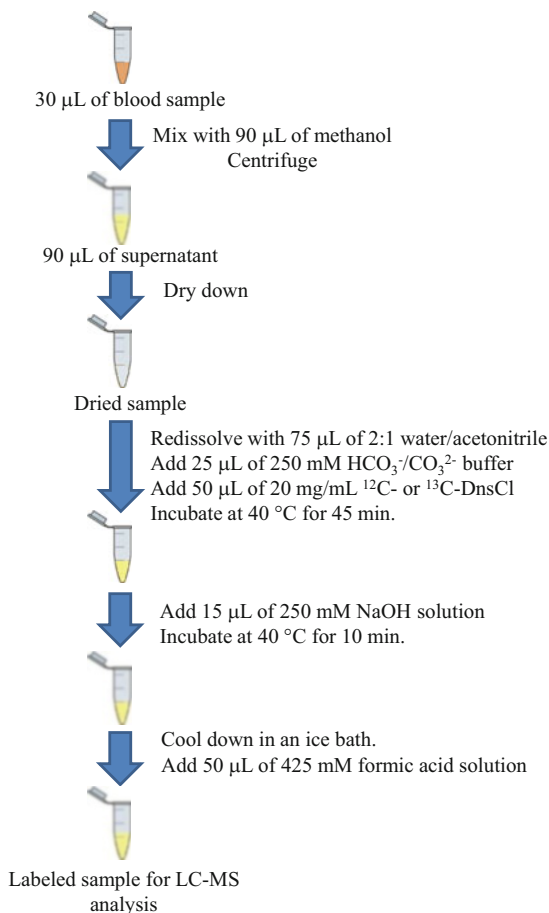 30 μL of blood sample
Mix with 90 μL of methanol
Centrifuge
90 μL of supernatant
Dry down
Dried sample
Redissolve with 75 μL of 2:1 water/acetonitrile
Add 25 μL of 250 mM HCO₃⁻/CO₃²⁻ buffer
Add 50 μL of 20 mg/mL ¹²C- or ¹³C-DnsCl
Incubate at 40 °C for 45 min.
Add 15 μL of 250 mM NaOH solution
Incubate at 40 °C for 10 min.
Cool down in an ice bath.
Add 50 μL of 425 mM formic acid solution
Labeled sample for LC-MS
analysis